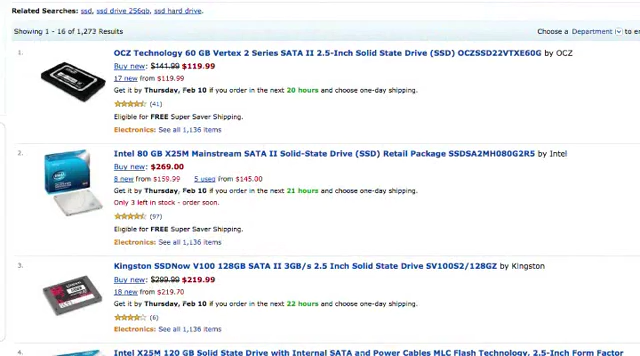 Related Searches: ssd, ssd drive 256gb, ssd hard drive.
Showing 1 - 16 of 1,273 Results
Choose a Department to en
1.
OCZ Technology 60 GB Vertex 2 Series SATA II 2.5-Inch Solid State Drive (SSD) OCZSSD22VTXE60G by OCZ
Buy new: $141.99 $119.99
17 new from $119.99
Get it by Thursday, Feb 10 if you order in the next 20 hours and choose one-day shipping.
(41)
Eligible for FREE Super Saver Shipping.
Electronics: See all 1,136 items
2.
Intel 80 GB X25M Mainstream SATA II Solid-State Drive (SSD) Retail Package SSDSA2MH080G2R5 by Intel
Buy new: $269.00
8 new from $159.99 5 used from $145.00
Get it by Thursday, Feb 10 if you order in the next 21 hours and choose one-day shipping.
Only 3 left in stock - order soon.
(97)
Eligible for FREE Super Saver Shipping.
Electronics: See all 1,136 items
3.
Kingston SSDNow V100 128GB SATA II 3GB/s 2.5 Inch Solid State Drive SV100S2/128GZ by Kingston
Buy new: $299.99 $219.99
18 new from $219.70
Get it by Thursday, Feb 10 if you order in the next 22 hours and choose one-day shipping.
(6)
Electronics: See all 1,136 items
4.
Intel X25M 120 GB Solid State Drive with Internal SATA and Power Cables MLC Flash Technology, 2.5-Inch Form Factor